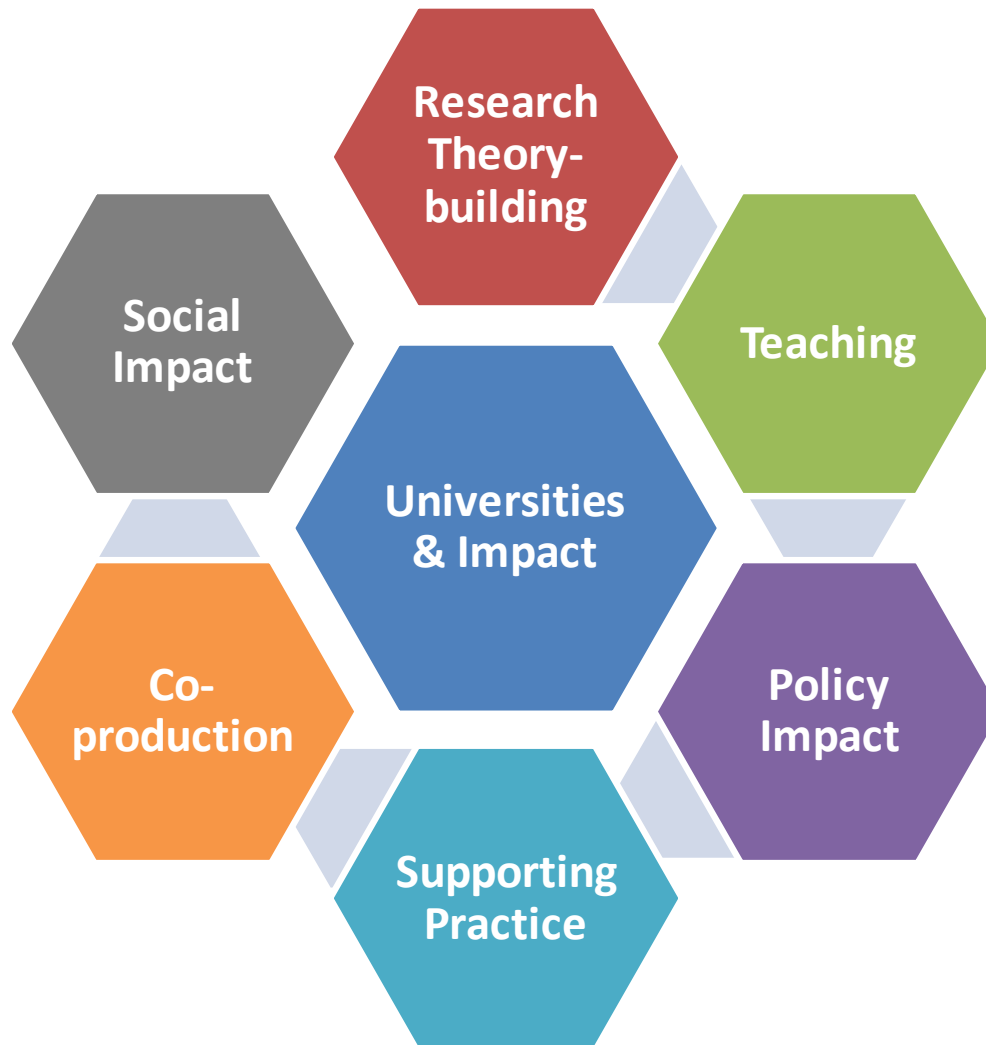 Research
Theory-
building
Social
Impact
Teaching
Universities
& Impact
Co-
production
Policy
Impact
Supporting
Practice